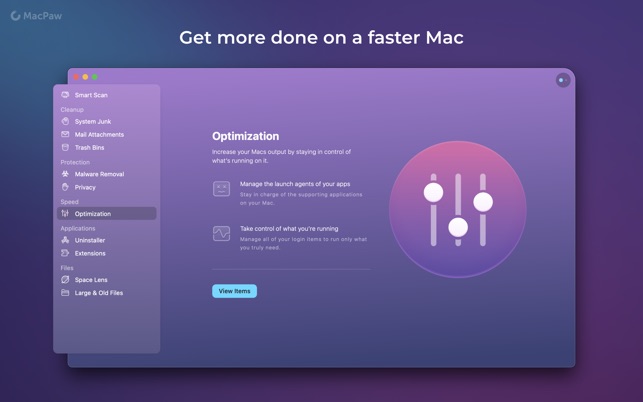 MacPaw
Get more done on a faster Mac
Smart Scan
Cleanup
System Junk
Mail Attachments
Trash Bins
Protection
Malware Removal
Privacy
Speed
Optimization
Applications
Uninstaller
Extensions
Files
Space Lens
Large & Old Files
Optimization
Increase your Macs output by staying in control of
what's running on it.
Manage the launch agents of your apps
Stay in charge of the supporting applications
on your Mac.
Take control of what you're running
Manage all of your login items to run only what
you truly need.
View Items